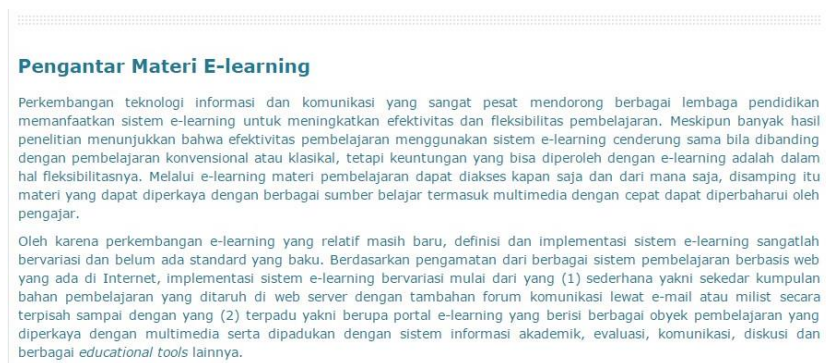 Pengantar Materi E-learning
Perkembangan teknologi informasi dan komunikasi yang sangat pesat mendorong berbagai lembaga pendidikan
memanfaatkan sistem e-learning untuk meningkatkan efektivitas dan fleksibilitas pembelajaran. Meskipun banyak hasil
penelitian menunjukkan bahwa efektivitas pembelajaran menggunakan sistem e-learning cenderung sama bila dibanding
dengan pembelajaran konvensional atau klasikal, tetapi keuntungan yang bisa diperoleh dengan e-learning adalah dalam
hal fleksibilitasnya. Melalui e-learning materi pembelajaran dapat diakses kapan saja dan dari mana saja, disamping itu
materi yang dapat diperkaya dengan berbagai sumber belajar termasuk multimedia dengan cepat dapat diperbaharui oleh
pengajar.
Oleh karena perkembangan e-learning yang relatif masih baru, definisi dan implementasi sistem e-learning sangatlah
bervariasi dan belum ada standard yang baku. Berdasarkan pengamatan dari berbagai sistem pembelajaran berbasis web
yang ada di Internet, implementasi sistem e-learning bervariasi mulai dari yang (1) sederhana yakni sekedar kumpulan
bahan pembelajaran yang ditaruh di web server dengan tambahan forum komunikasi lewat e-mail atau milist secara
terpisah sampai dengan yang (2) terpadu yakni berupa portal e-learning yang berisi berbagai obyek pembelajaran yang
diperkaya dengan multimedia serta dipadukan dengan sistem informasi akademik, evaluasi, komunikasi, diskusi dan
berbagai educational tools lainnya.